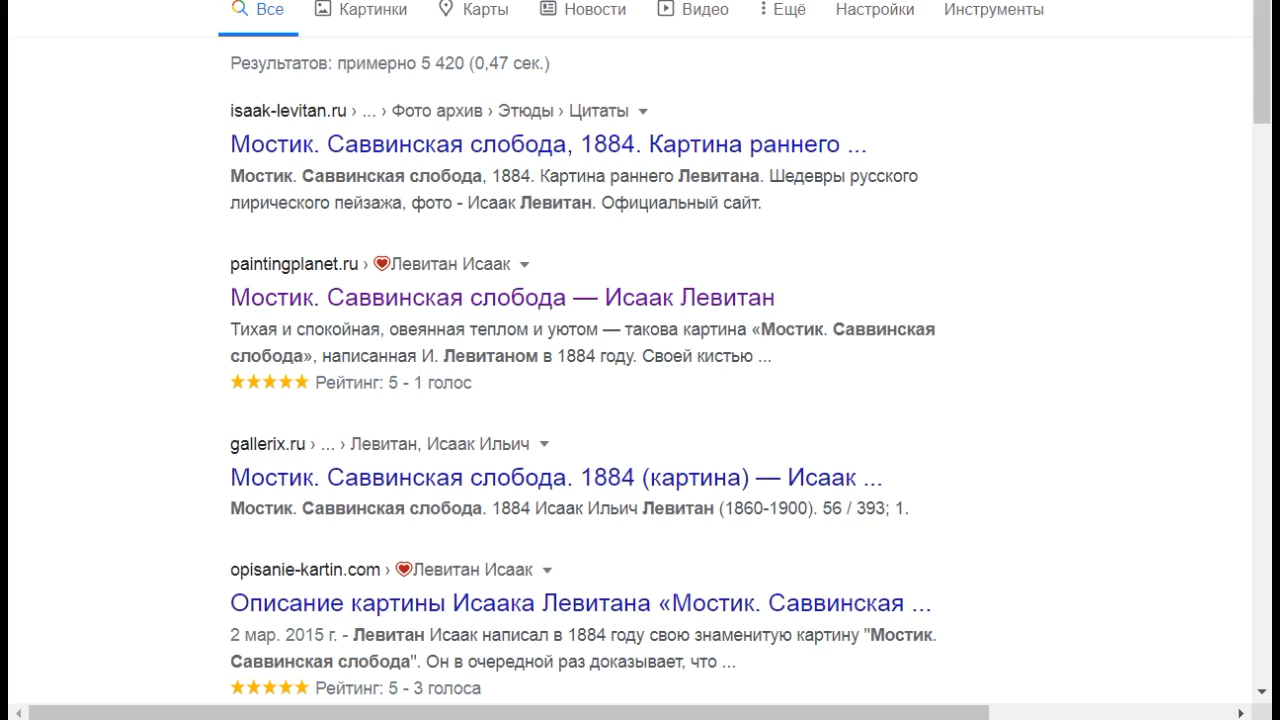 Все Картинки Карты Новости Видео Ещё Настройки Инструменты
Результатов: примерно 5 420 (0,47 сек.)
isaak-levitan.ru › ... › Фото архив › Этюды › Цитаты
Мостик. Саввинская слобода, 1884. Картина раннего ...
Мостик. Саввинская слобода, 1884. Картина раннего Левитана. Шедевры русского
лирического пейзажа, фото - Исаак Левитан. Официальный сайт.
paintingplanet.ru › Левитан Исаак
Мостик. Саввинская слобода — Исаак Левитан
Тихая и спокойная, овеянная теплом и уютом — такова картина «Мостик. Саввинская
слобода», написанная И. Левитаном в 1884 году. Своей кистью ...
Рейтинг: 5 - 1 голос
gallerix.ru › ... › Левитан, Исаак Ильич
Мостик. Саввинская слобода. 1884 (картина) — Исаак ...
Мостик. Саввинская слобода. 1884 Исаак Ильич Левитан (1860-1900). 56 / 393; 1.
opisanie-kartin.com › Левитан Исаак
Описание картины Исаака Левитана «Мостик. Саввинская ...
2 мар. 2015 г. - Левитан Исаак написал в 1884 году свою знаменитую картину "Мостик.
Саввинская слобода". Он в очередной раз доказывает, что ...
Рейтинг: 5 - 3 голоса